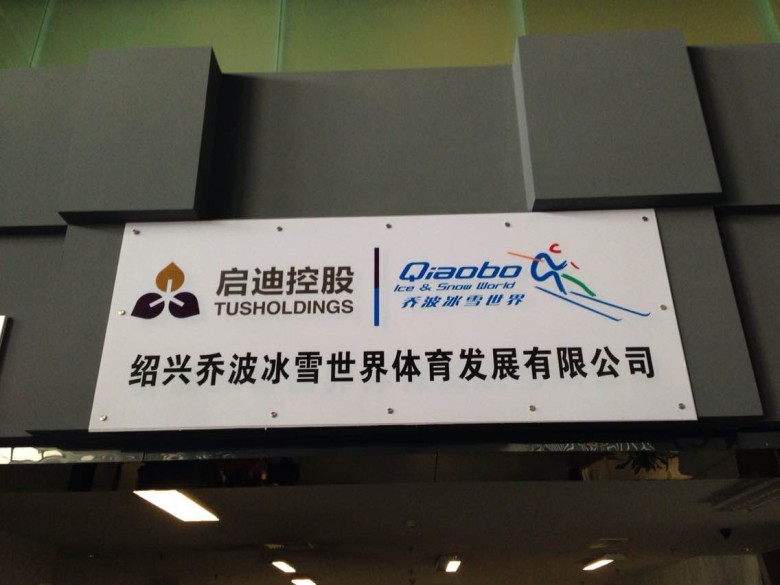 启迪控股
TUSHOLDINGS
Qiaobo
Ice & Snow World
乔波冰雪世界
绍兴乔波冰雪世界体育发展有限公司